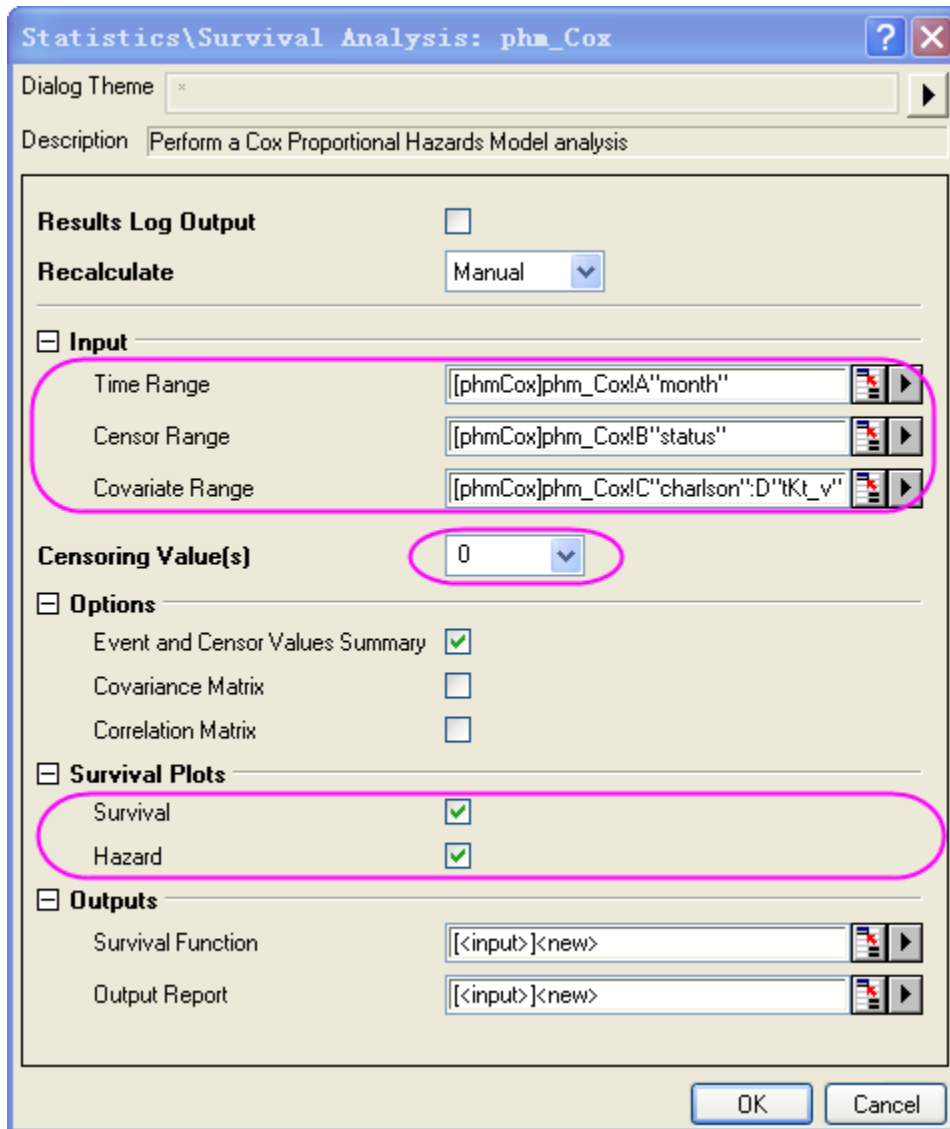 Statistics\Survival Analysis: phm_Cox
Dialog Theme *
Description Perform a Cox Proportional Hazards Model analysis
Results Log Output
Recalculate Manual
Input
Time Range [phmCox]phm_Cox!A"month"
Censor Range [phmCox]phm_Cox!B"status"
Covariate Range [phmCox]phm_Cox!C"charlson":D"tKt_v"
Censoring Value(s) 0
Options
Event and Censor Values Summary
Covariance Matrix
Correlation Matrix
Survival Plots
Survival
Hazard
Outputs
Survival Function [<input>]<new>
Output Report [<input>]<new>
OK Cancel